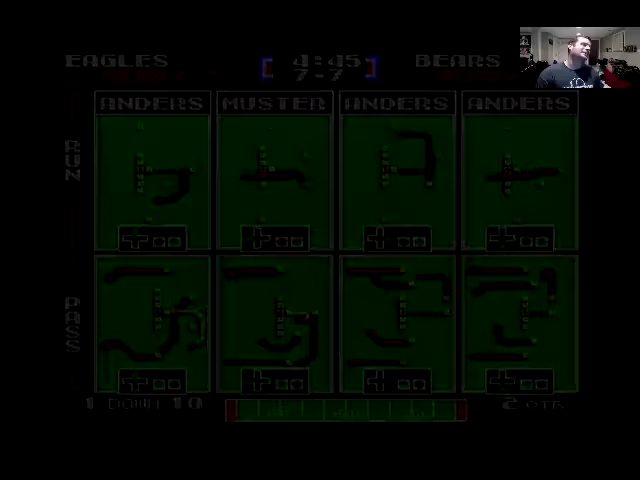 EAGLES 4:45 BEARS
7-7
ANDERS MUSTER ANDERS ANDERS
RUN
PASS
1 DOWN 10 2 QTR